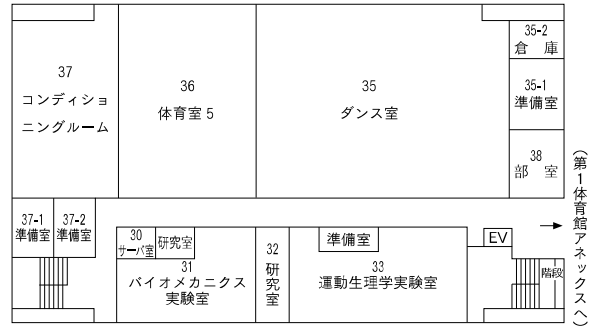 37
コンディショ
ニングルーム
36
体育室5
35
ダンス室
35-2
倉庫
35-1
準備室
38
部室
37-1
準備室
37-2
準備室
30
サーバ室
研究室
31
バイオメカニクス
実験室
32
研究室
準備室
33
運動生理学実験室
EV
→
階段
(第1体育館アネックスへ)